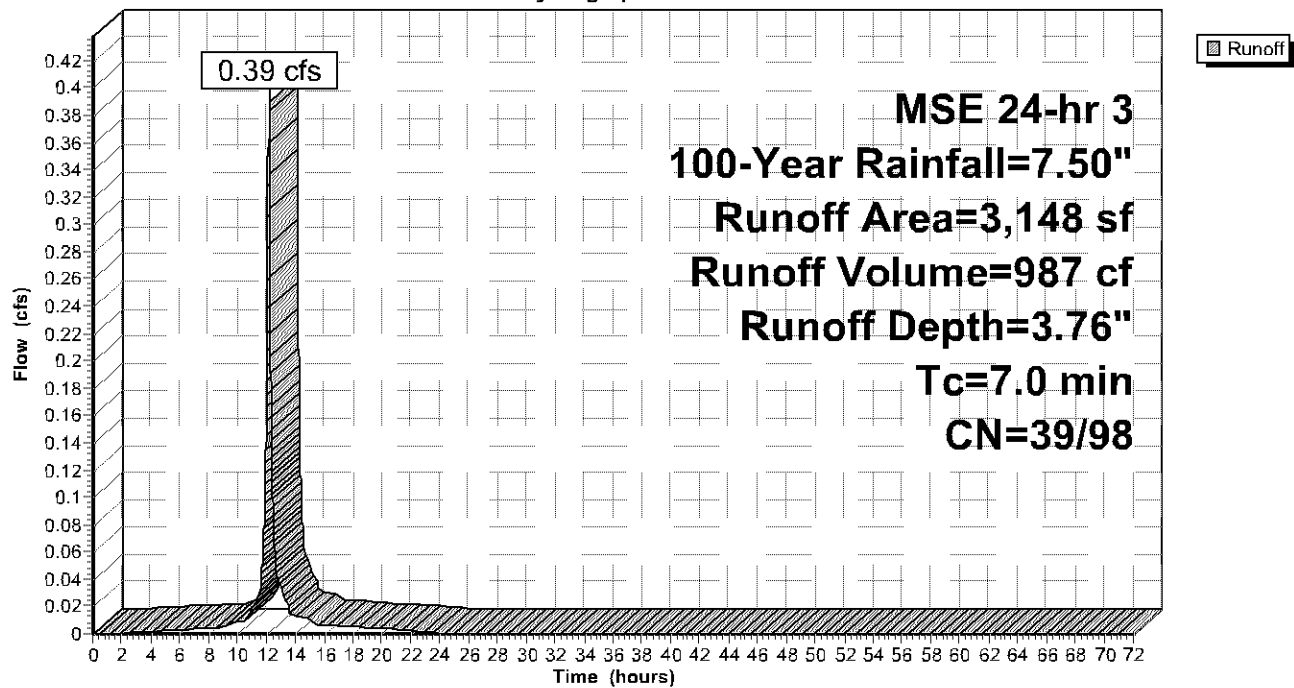 Runoff
0.39 cfs
MSE 24-hr 3
100-Year Rainfall=7.50"
Runoff Area=3,148 sf
Runoff Volume=987 cf
Runoff Depth=3.76"
Tc=7.0 min
CN=39/98
Flow (cfs)
0.42
0.4
0.38
0.36
0.34
0.32
0.3
0.28
0.26
0.24
0.22
0.2
0.18
0.16
0.14
0.12
0.1
0.08
0.06
0.04
0.02
0
0 2 4 6 8 10 12 14 16 18 20 22 24 26 28 30 32 34 36 38 40 42 44 46 48 50 52 54 56 58 60 62 64 66 68 70 72
Time (hours)